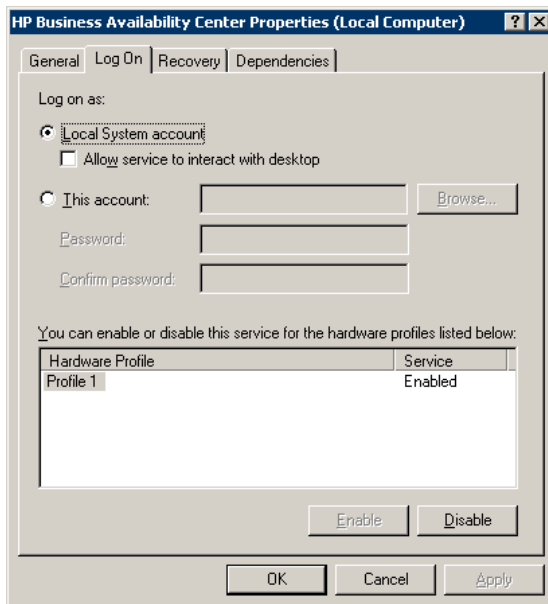 HP Business Availability Center Properties (Local Computer)
General Log On Recovery Dependencies
Log on as:
Local System account
Allow service to interact with desktop
This account: Browse...
Password:
Confirm password:
You can enable or disable this service for the hardware profiles listed below:
Hardware Profile Service
Profile 1 Enabled
Enable Disable
OK Cancel Apply